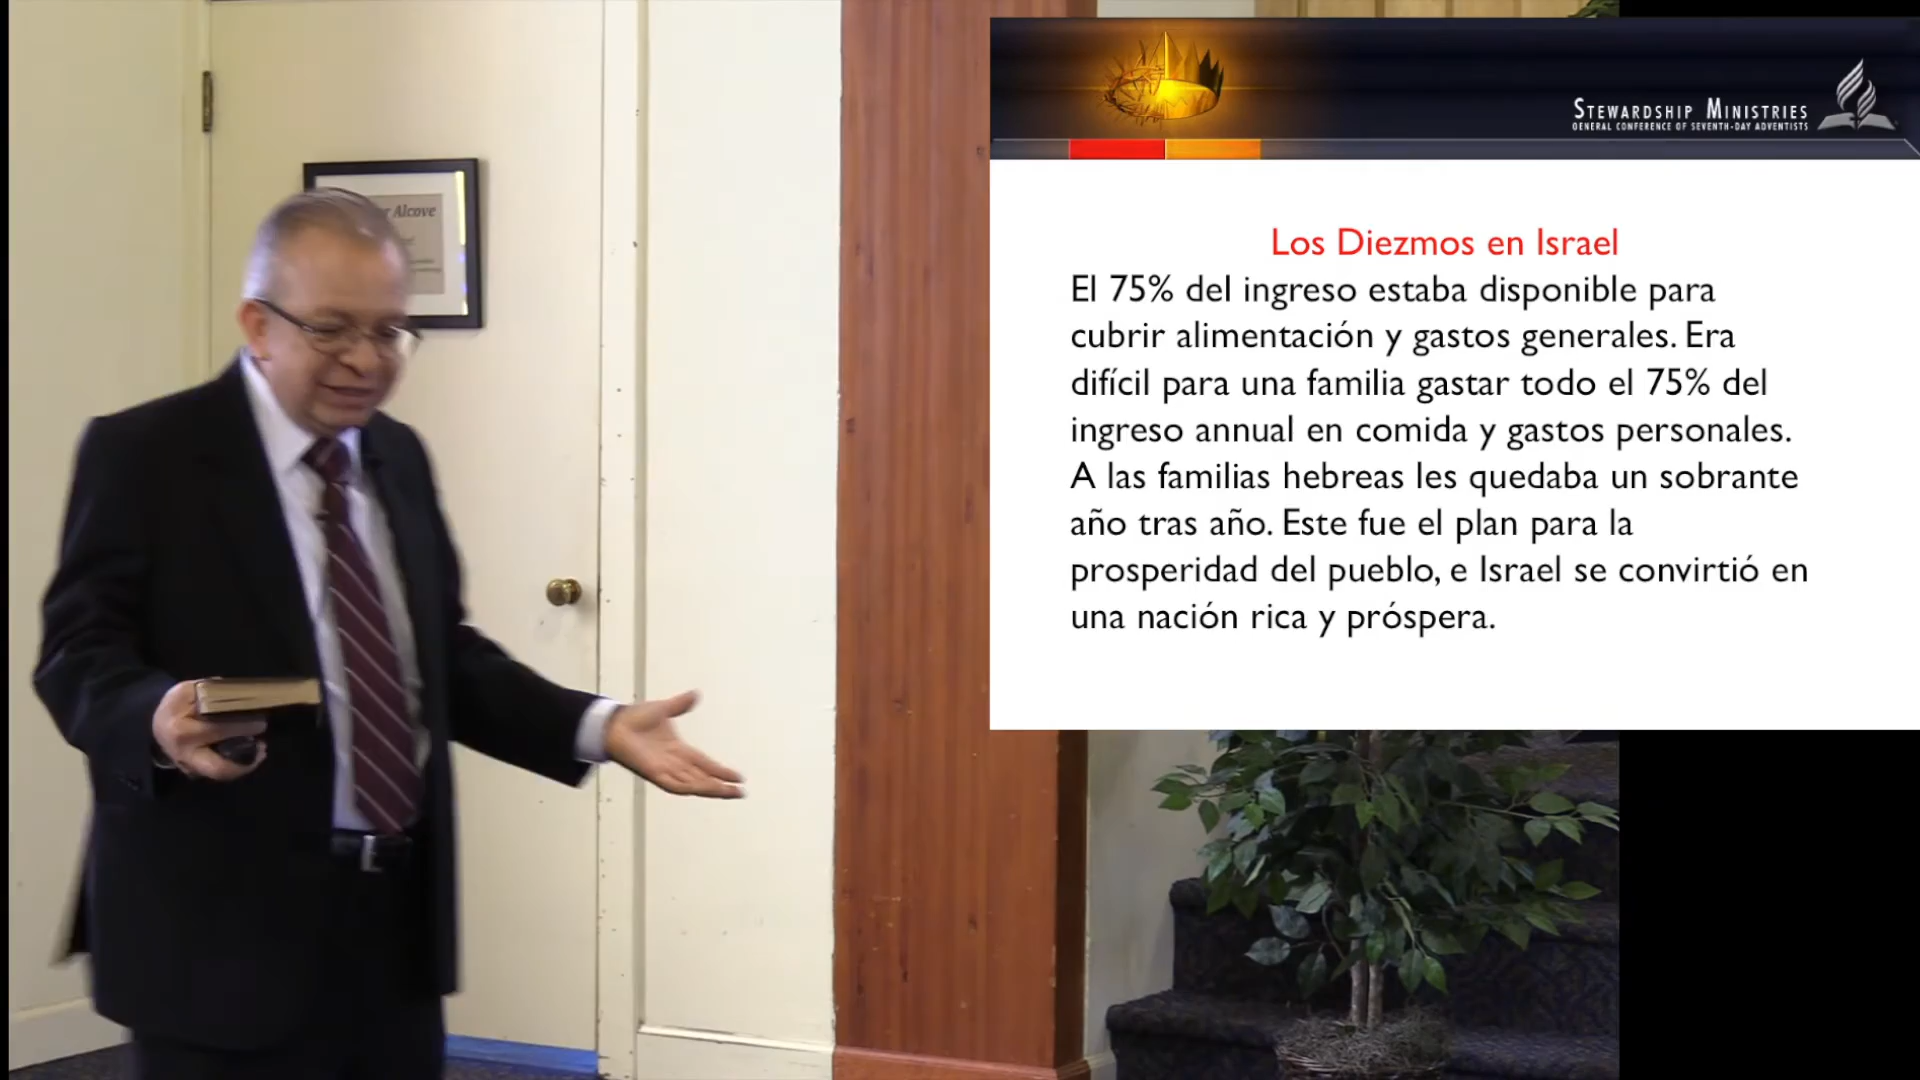 Alcove
STEWARDSHIP MINISTRIES
GENERAL CONFERENCE OF SEVENTH-DAY ADVENTISTS
Los Diezmos en Israel
El 75% del ingreso estaba disponible para
cubrir alimentación y gastos generales. Era
difícil para una familia gastar todo el 75% del
ingreso annual en comida y gastos personales.
A las familias hebreas les quedaba un sobrante
año tras año. Este fue el plan para la
prosperidad del pueblo, e Israel se convirtió en
una nación rica y próspera.